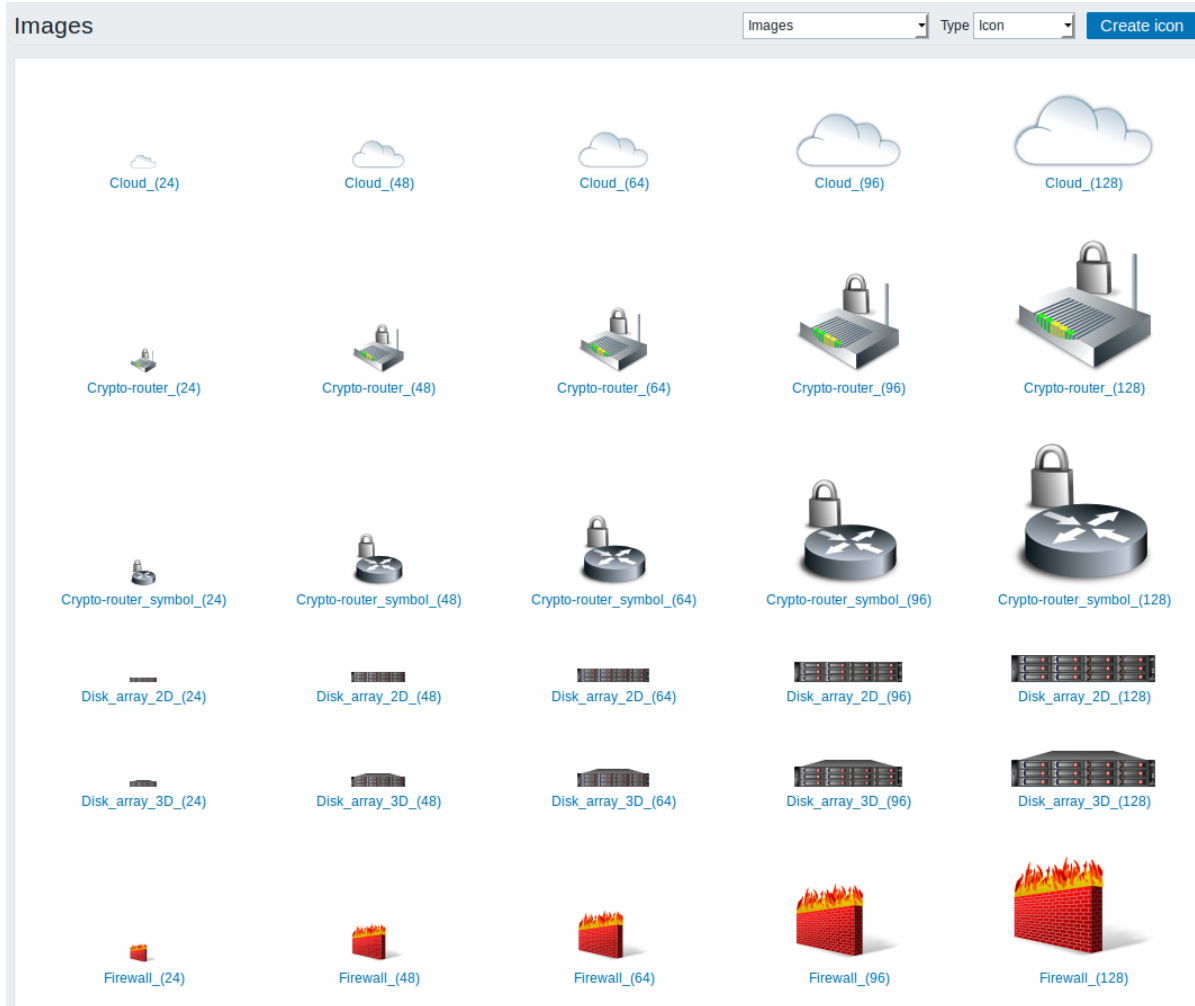 Images
Images Type Icon Create icon
Cloud_(24) Cloud_(48) Cloud_(64) Cloud_(96) Cloud_(128)
Crypto-router_(24) Crypto-router_(48) Crypto-router_(64) Crypto-router_(96) Crypto-router_(128)
Crypto-router_symbol_(24) Crypto-router_symbol_(48) Crypto-router_symbol_(64) Crypto-router_symbol_(96) Crypto-router_symbol_(128)
Disk_array_2D_(24) Disk_array_2D_(48) Disk_array_2D_(64) Disk_array_2D_(96) Disk_array_2D_(128)
Disk_array_3D_(24) Disk_array_3D_(48) Disk_array_3D_(64) Disk_array_3D_(96) Disk_array_3D_(128)
Firewall_(24) Firewall_(48) Firewall_(64) Firewall_(96) Firewall_(128)